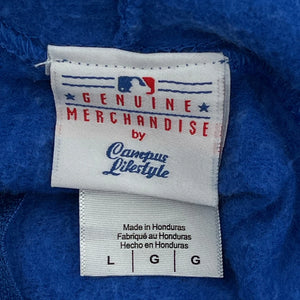 GENUINE
MERCHANDISE
by
Campus
Lifestyle
Made in Honduras
Fabriqué au Honduras
Hecho en Honduras
L | G | G